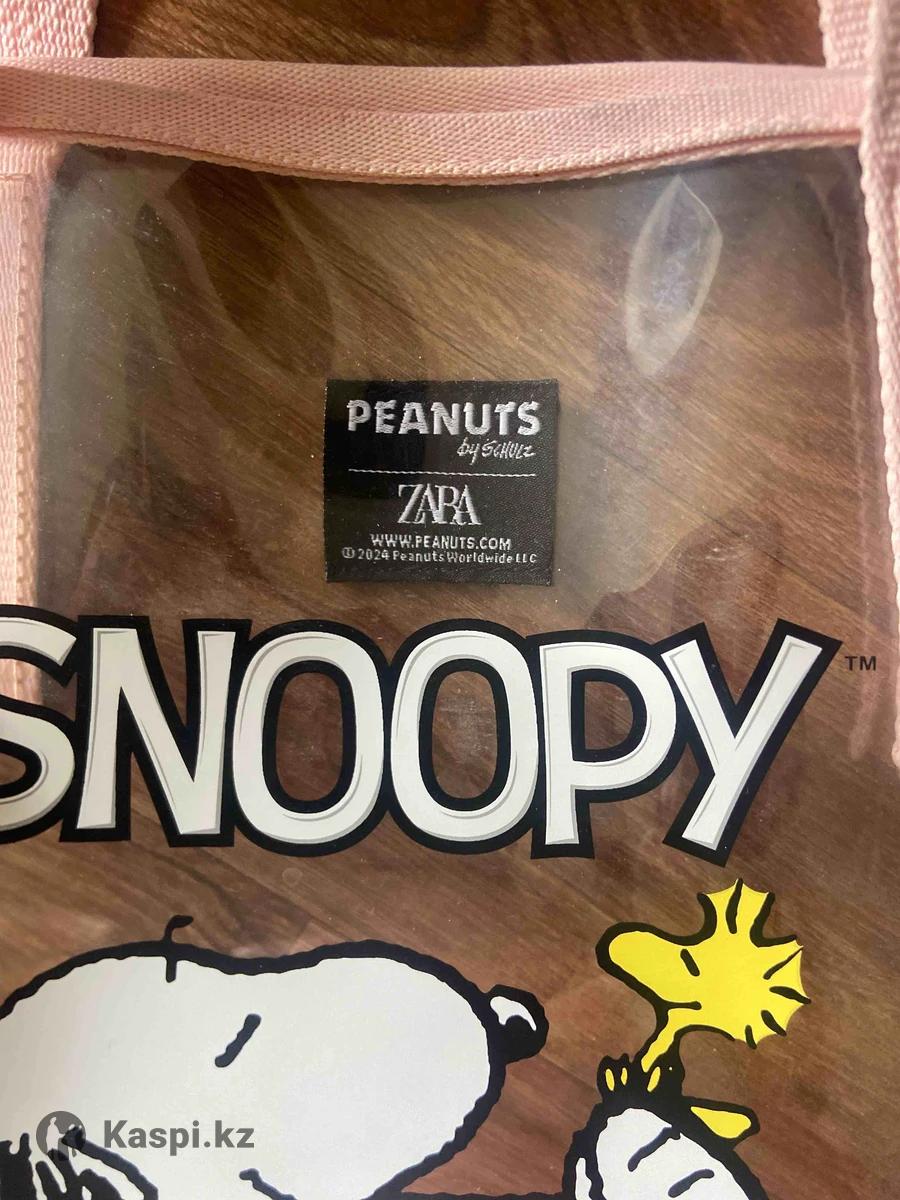 PEANUTS
by SCHULZ
ZARA
WWW.PEANUTS.COM
© 2024 Peanuts Worldwide LLC
SNOOPY™
Kaspi.kz